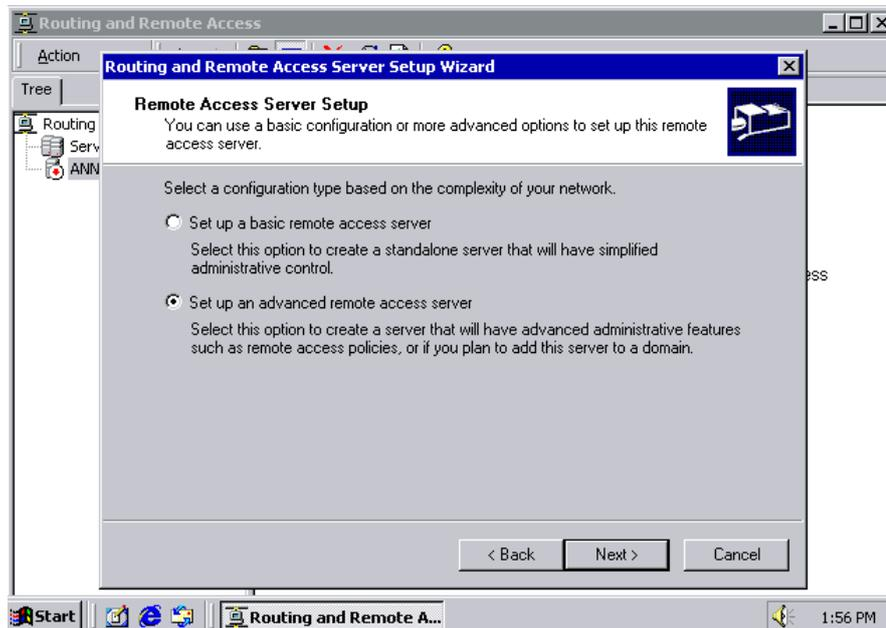 Routing and Remote Access
Action
Tree
Routing
Serv
ANN
Routing and Remote Access Server Setup Wizard
Remote Access Server Setup
You can use a basic configuration or more advanced options to set up this remote
access server.
Select a configuration type based on the complexity of your network.
Set up a basic remote access server
Select this option to create a standalone server that will have simplified
administrative control.
Set up an advanced remote access server
Select this option to create a server that will have advanced administrative features
such as remote access policies, or if you plan to add this server to a domain.
< Back
Next >
Cancel
ess
Start
Routing and Remote A...
1:56 PM